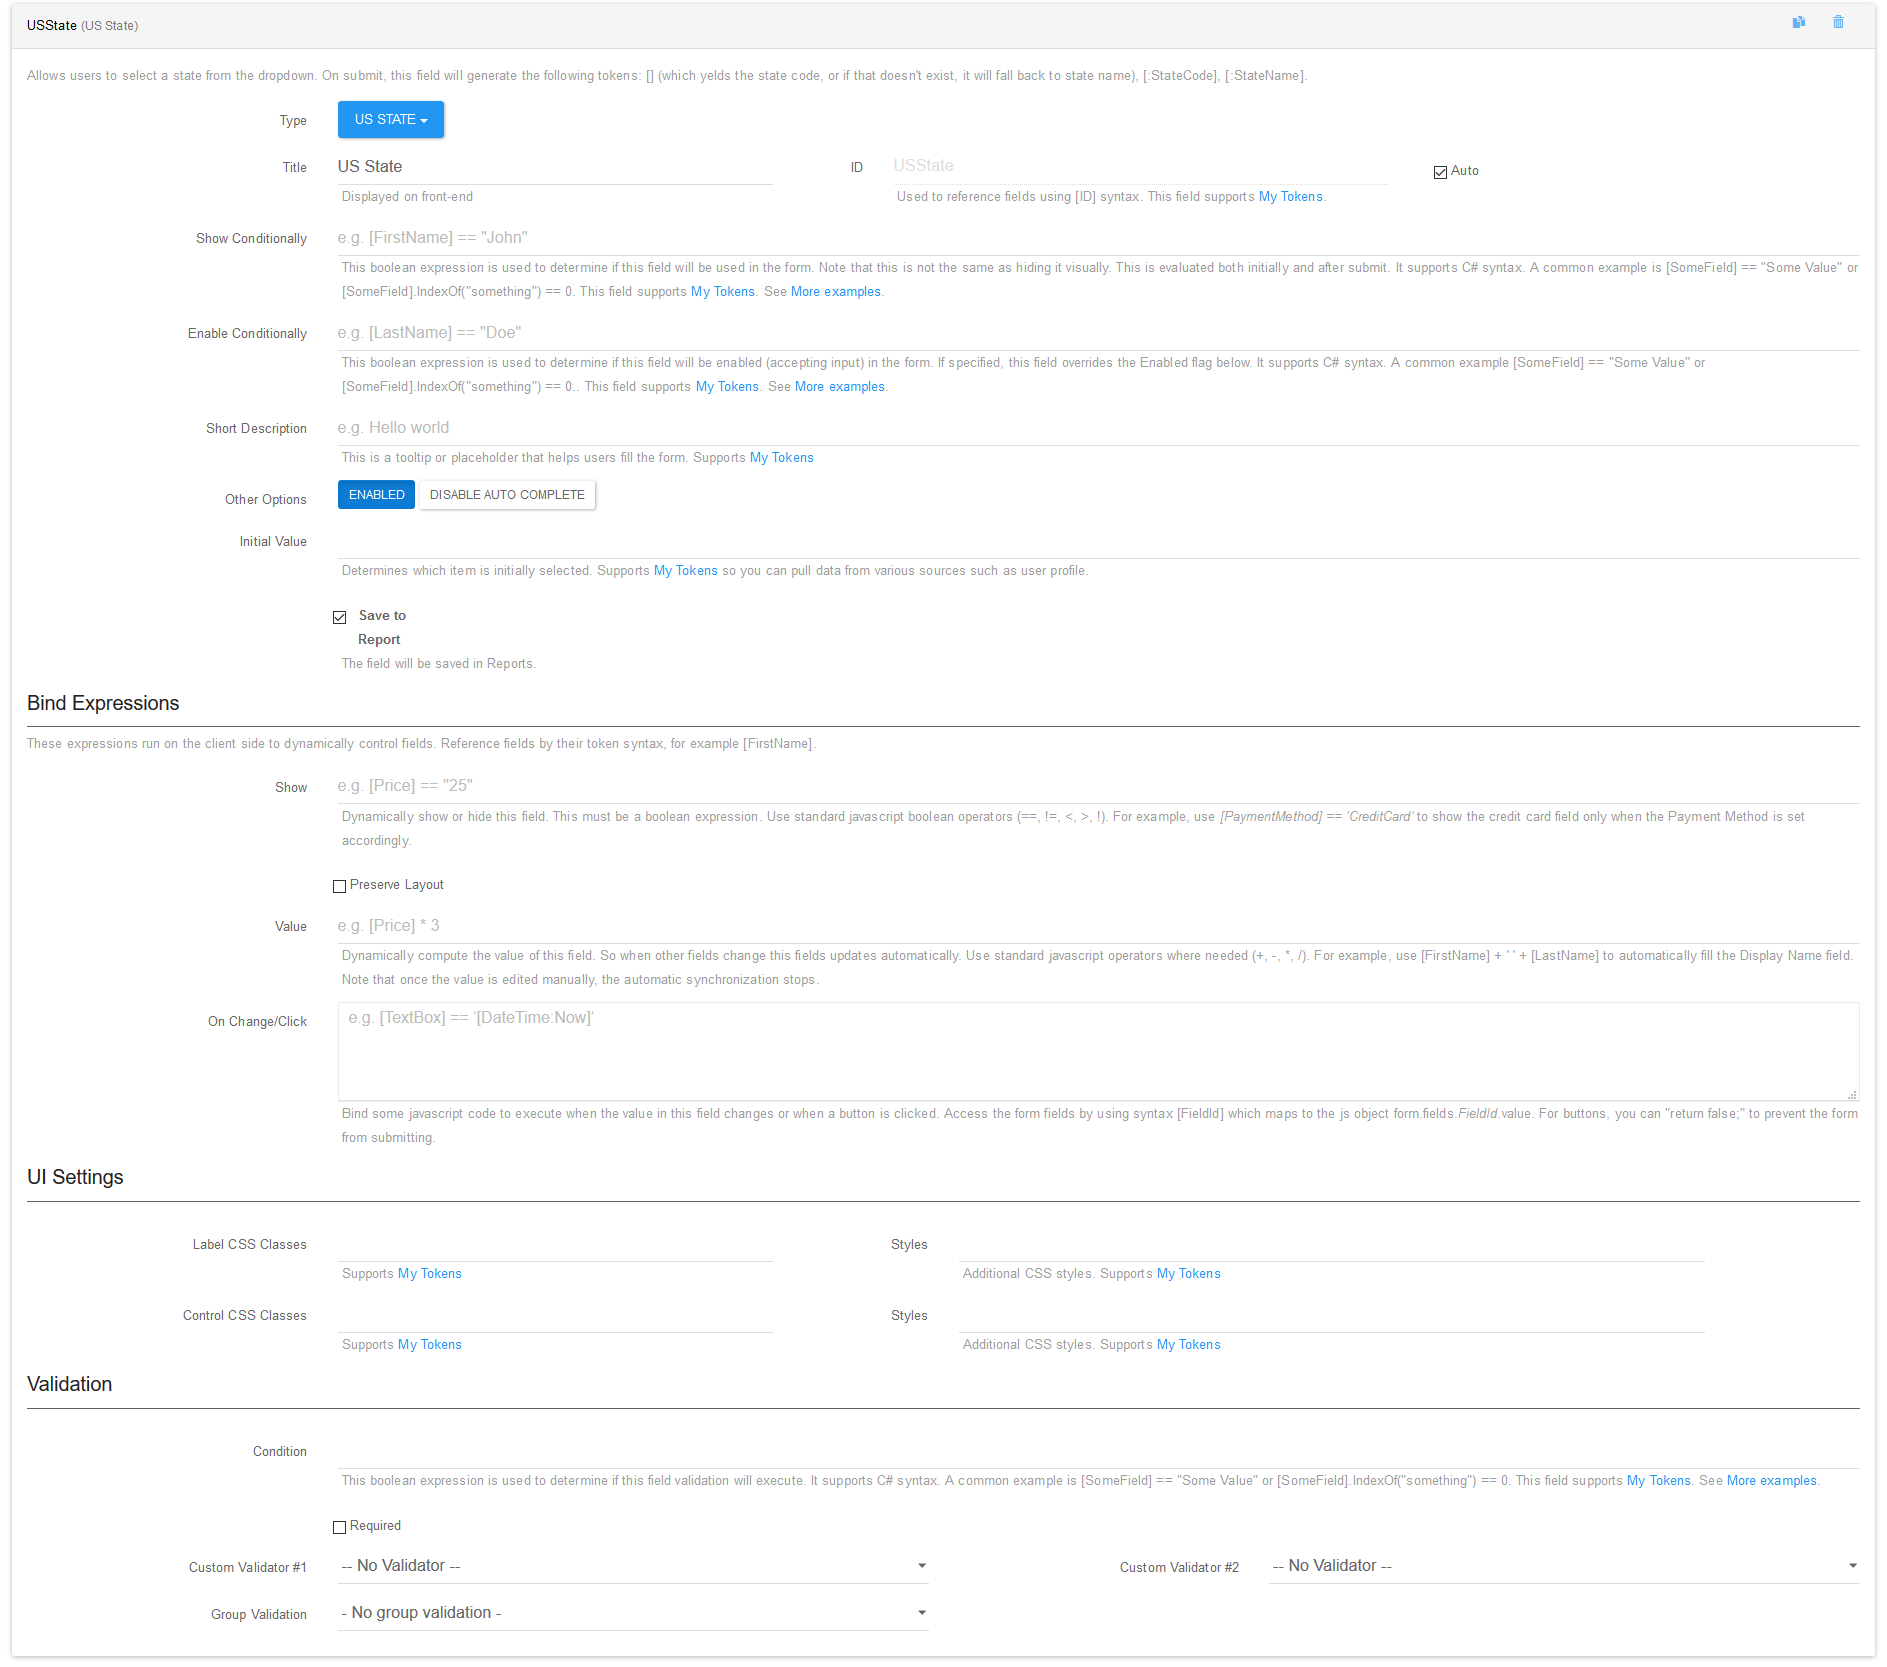 USState (US State)
Allows users to select a state from the dropdown. On submit, this field will generate the following tokens: [] (which yelds the state code, or if that doesn't exist, it will fall back to state name), [:StateCode], [:StateName].
Type
US STATE
Title
US State
ID
USState
Auto
Displayed on front-end
Used to reference fields using [ID] syntax. This field supports My Tokens.
Show Conditionally
e.g. [FirstName] == "John"
This boolean expression is used to determine if this field will be used in the form. Note that this is not the same as hiding it visually. This is evaluated both initially and after submit. It supports C# syntax. A common example is [SomeField] == "Some Value" or
[SomeField].IndexOf("something") == 0. This field supports My Tokens. See More examples.
Enable Conditionally
e.g. [LastName] == "Doe"
This boolean expression is used to determine if this field will be enabled (accepting input) in the form. If specified, this field overrides the Enabled flag below. It supports C# syntax. A common example [SomeField] == "Some Value" or
[SomeField].IndexOf("something") == 0.. This field supports My Tokens. See More examples.
Short Description
e.g. Hello world
This is a tooltip or placeholder that helps users fill the form. Supports My Tokens
Other Options
ENABLED
DISABLE AUTO COMPLETE
Initial Value
Determines which item is initially selected. Supports My Tokens so you can pull data from various sources such as user profile.
Save to
Report
The field will be saved in Reports.
Bind Expressions
These expressions run on the client side to dynamically control fields. Reference fields by their token syntax, for example [FirstName].
Show
e.g. [Price] == "25"
Dynamically show or hide this field. This must be a boolean expression. Use standard javascript boolean operators (==, !=, <, >, !). For example, use [PaymentMethod] == 'CreditCard' to show the credit card field only when the Payment Method is set
accordingly.
Preserve Layout
Value
e.g. [Price] * 3
Dynamically compute the value of this field. So when other fields change this fields updates automatically. Use standard javascript operators where needed (+, -, *, /). For example, use [FirstName] + ' ' + [LastName] to automatically fill the Display Name field.
Note that once the value is edited manually, the automatic synchronization stops.
On Change/Click
e.g. [TextBox] == '[DateTime:Now]'
Bind some javascript code to execute when the value in this field changes or when a button is clicked. Access the form fields by using syntax [FieldId] which maps to the js object form.fields.FieldId.value. For buttons, you can "return false;" to prevent the form
from submitting.
UI Settings
Label CSS Classes
Styles
Supports My Tokens
Additional CSS styles. Supports My Tokens
Control CSS Classes
Styles
Supports My Tokens
Additional CSS styles. Supports My Tokens
Validation
Condition
This boolean expression is used to determine if this field validation will execute. It supports C# syntax. A common example is [SomeField] == "Some Value" or [SomeField].IndexOf("something") == 0. This field supports My Tokens. See More examples.
Required
Custom Validator #1
-- No Validator --
Custom Validator #2
-- No Validator --
Group Validation
- No group validation -